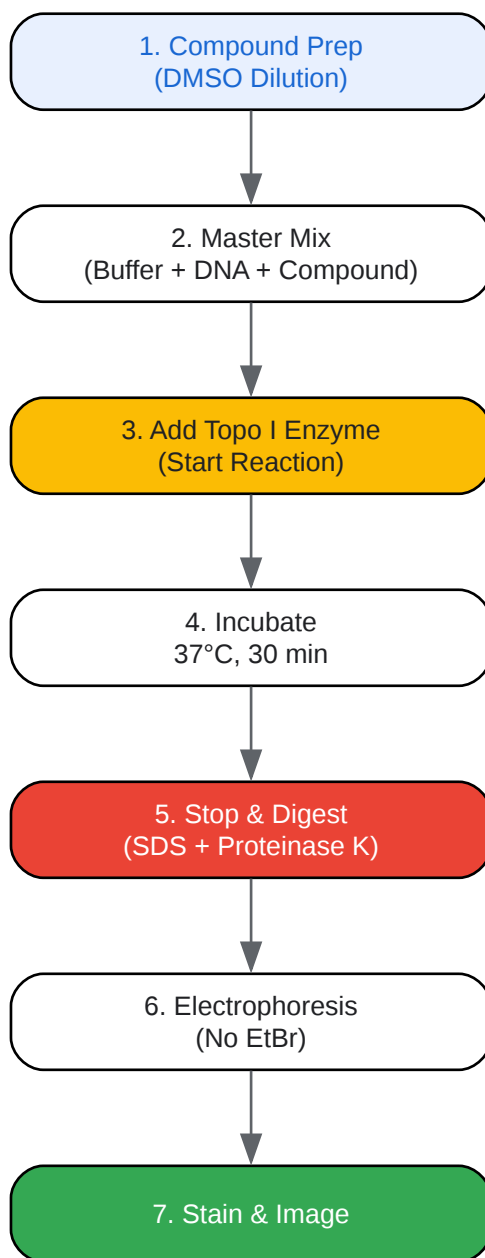 1. Compound Prep
(DMSO Dilution)
2. Master Mix
(Buffer + DNA + Compound)
3. Add Topo I Enzyme
(Start Reaction)
4. Incubate
37°C, 30 min
5. Stop & Digest
(SDS + Proteinase K)
6. Electrophoresis
(No EtBr)
7. Stain & Image